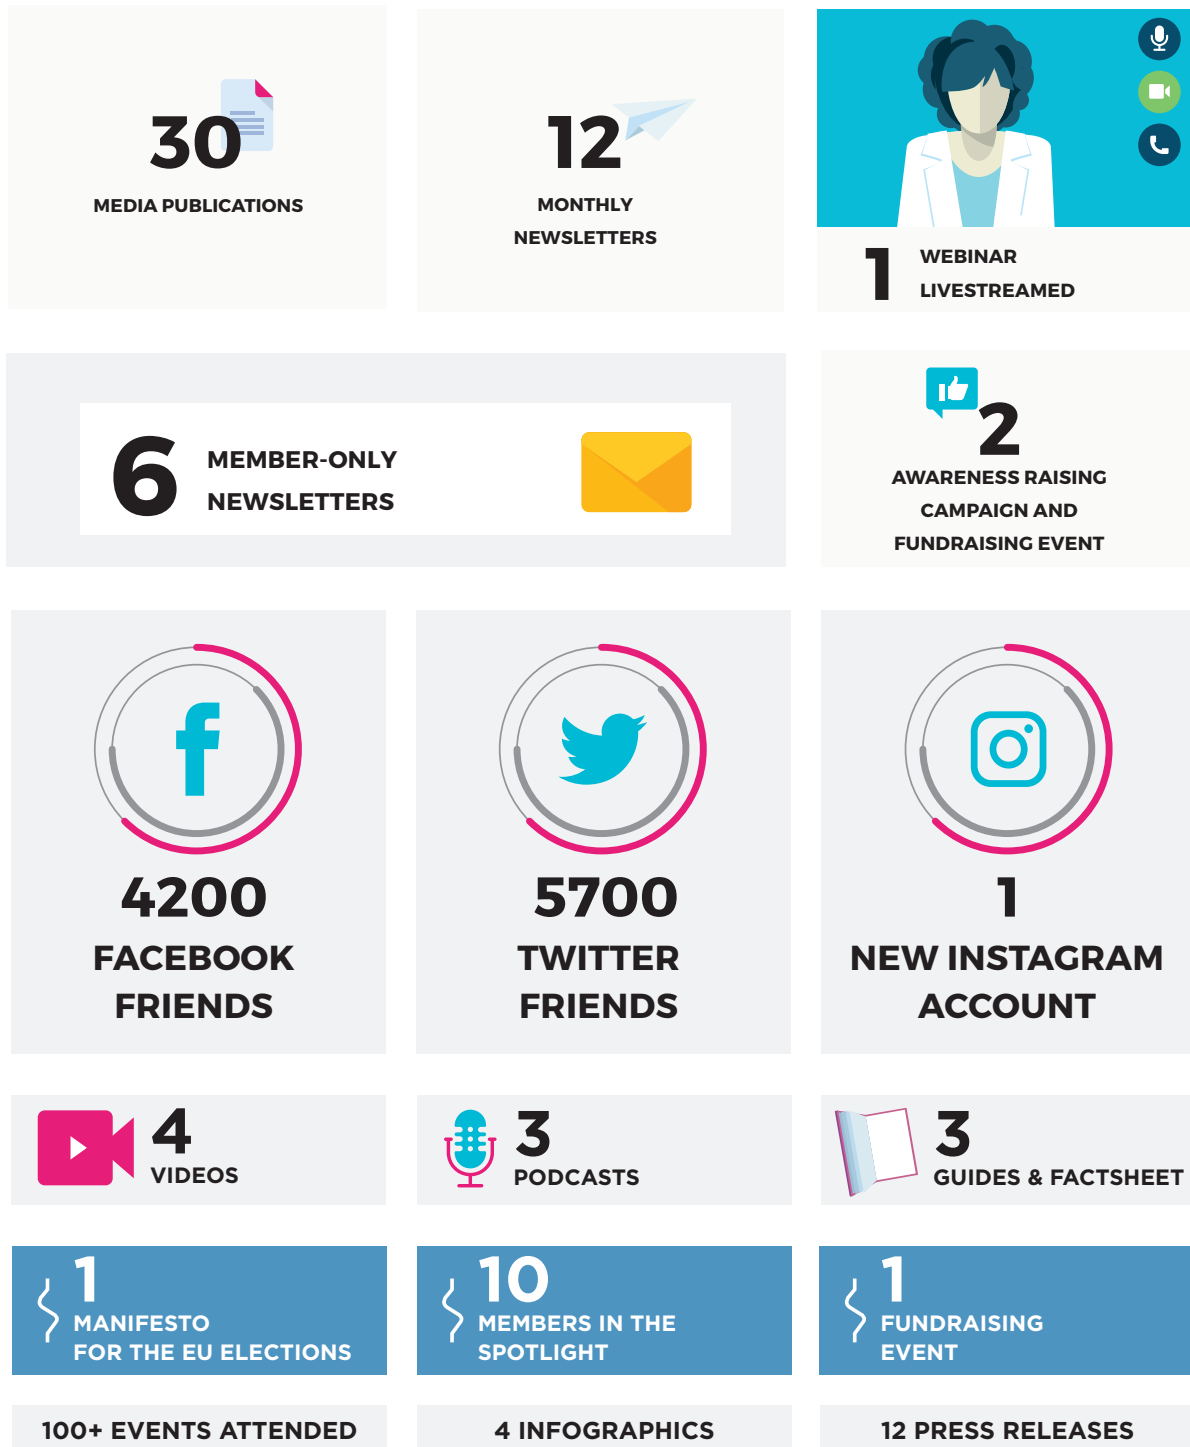 30
MEDIA PUBLICATIONS
12
MONTHLY
NEWSLETTERS
1
WEBINAR
LIVESTREAMED
6
MEMBER-ONLY
NEWSLETTERS
2
AWARENESS RAISING
CAMPAIGN AND
FUNDRAISING EVENT
4200
FACEBOOK
FRIENDS
5700
TWITTER
FRIENDS
1
NEW INSTAGRAM
ACCOUNT
4
VIDEOS
3
PODCASTS
3
GUIDES & FACTSHEET
1
MANIFESTO
FOR THE EU ELECTIONS
10
MEMBERS IN THE
SPOTLIGHT
1
FUNDRAISING
EVENT
100+ EVENTS ATTENDED
4 INFOGRAPHICS
12 PRESS RELEASES